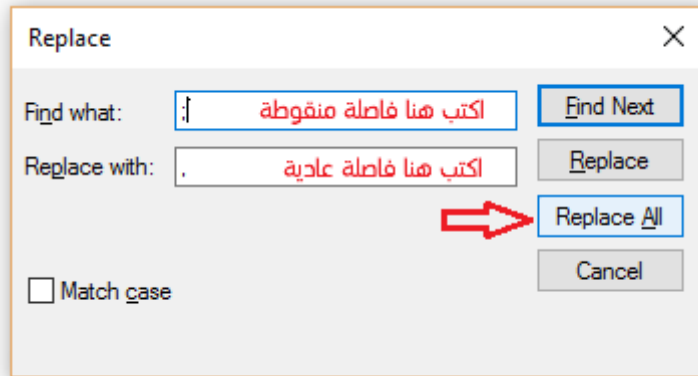 Replace
Find what: ; اكتب هنا فاصلة منقوطة
Find Next
Replace with: , اكتب هنا فاصلة عادية
Replace
Replace All
Cancel
Match case